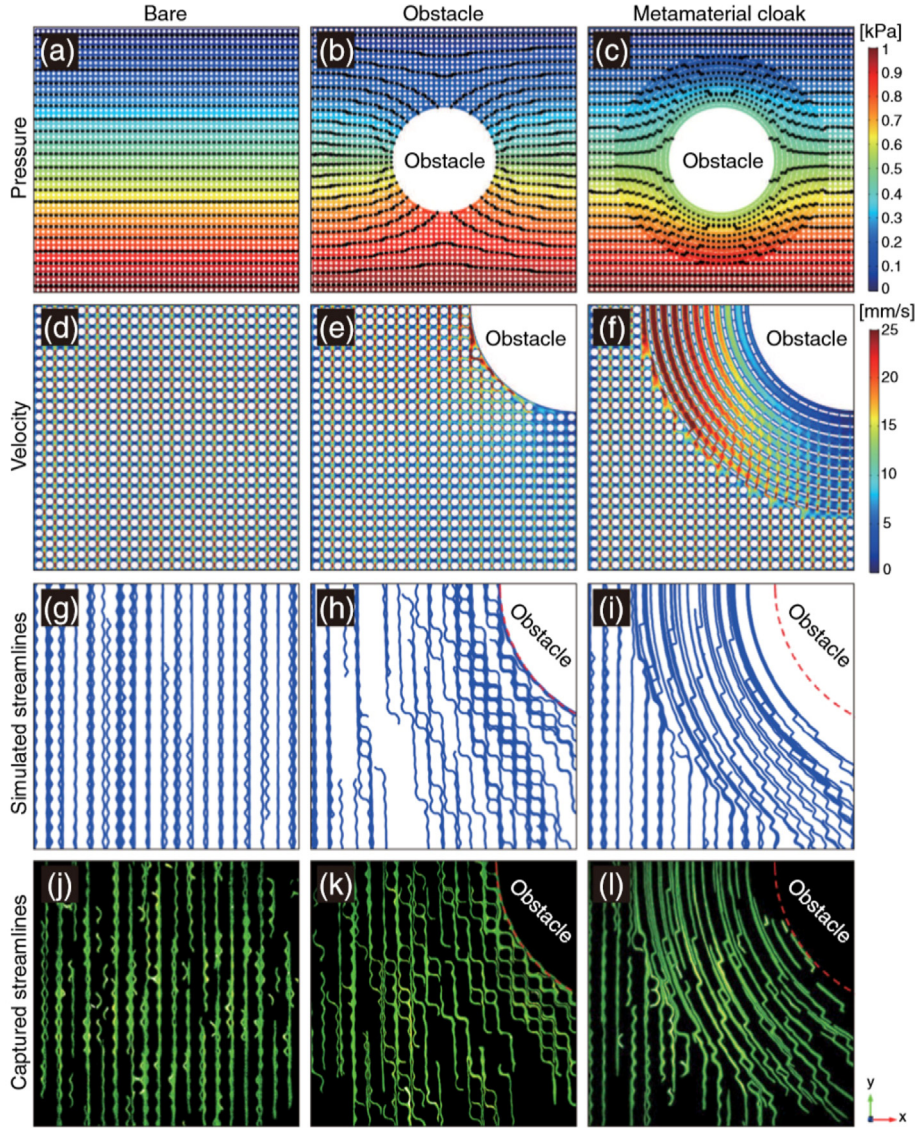 Bare
Obstacle
Metamaterial cloak
Pressure
(a)
(b)
Obstacle
(c)
Obstacle
[kPa]
1
0.9
0.8
0.7
0.6
0.5
0.4
0.3
0.2
0.1
0
Velocity
(d)
(e)
Obstacle
(f)
Obstacle
[mm/s]
25
20
15
10
5
0
Simulated streamlines
(g)
(h)
Obstacle
(i)
Obstacle
Captured streamlines
(j)
(k)
Obstacle
(l)
Obstacle
y
x